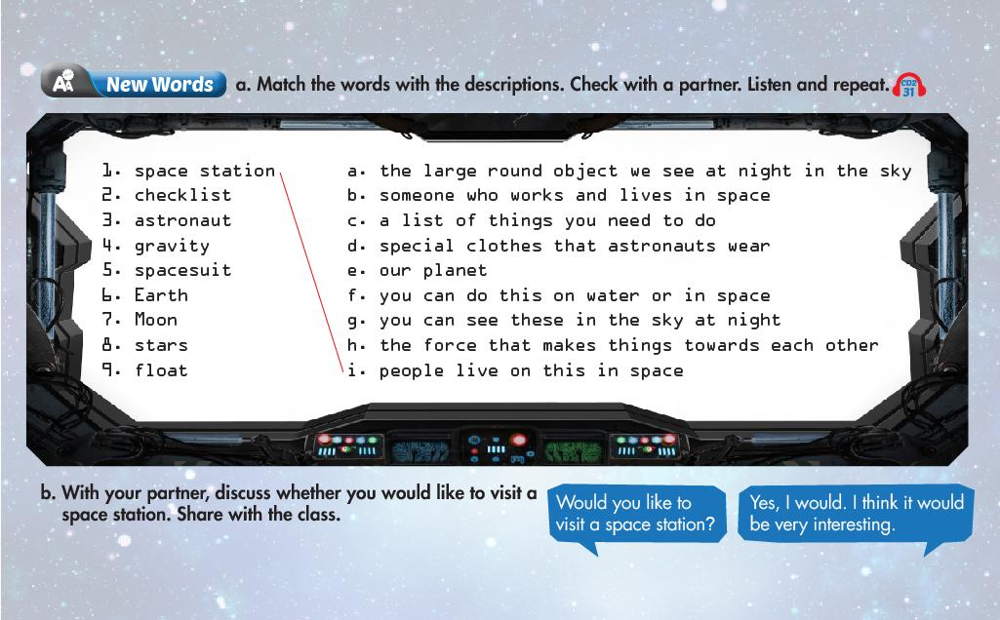 New Words a. Match the words with the descriptions. Check with a partner. Listen and repeat. CD2 31
1. space station
2. checklist
3. astronaut
4. gravity
5. spacesuit
6. Earth
7. Moon
8. stars
9. float
a. the large round object we see at night in the sky
b. someone who works and lives in space
c. a list of things you need to do
d. special clothes that astronauts wear
e. our planet
f. you can do this on water or in space
g. you can see these in the sky at night
h. the force that makes things towards each other
i. people live on this in space
b. With your partner, discuss whether you would like to visit a
space station. Share with the class.
Would you like to
visit a space station?
Yes, I would. I think it would
be very interesting.